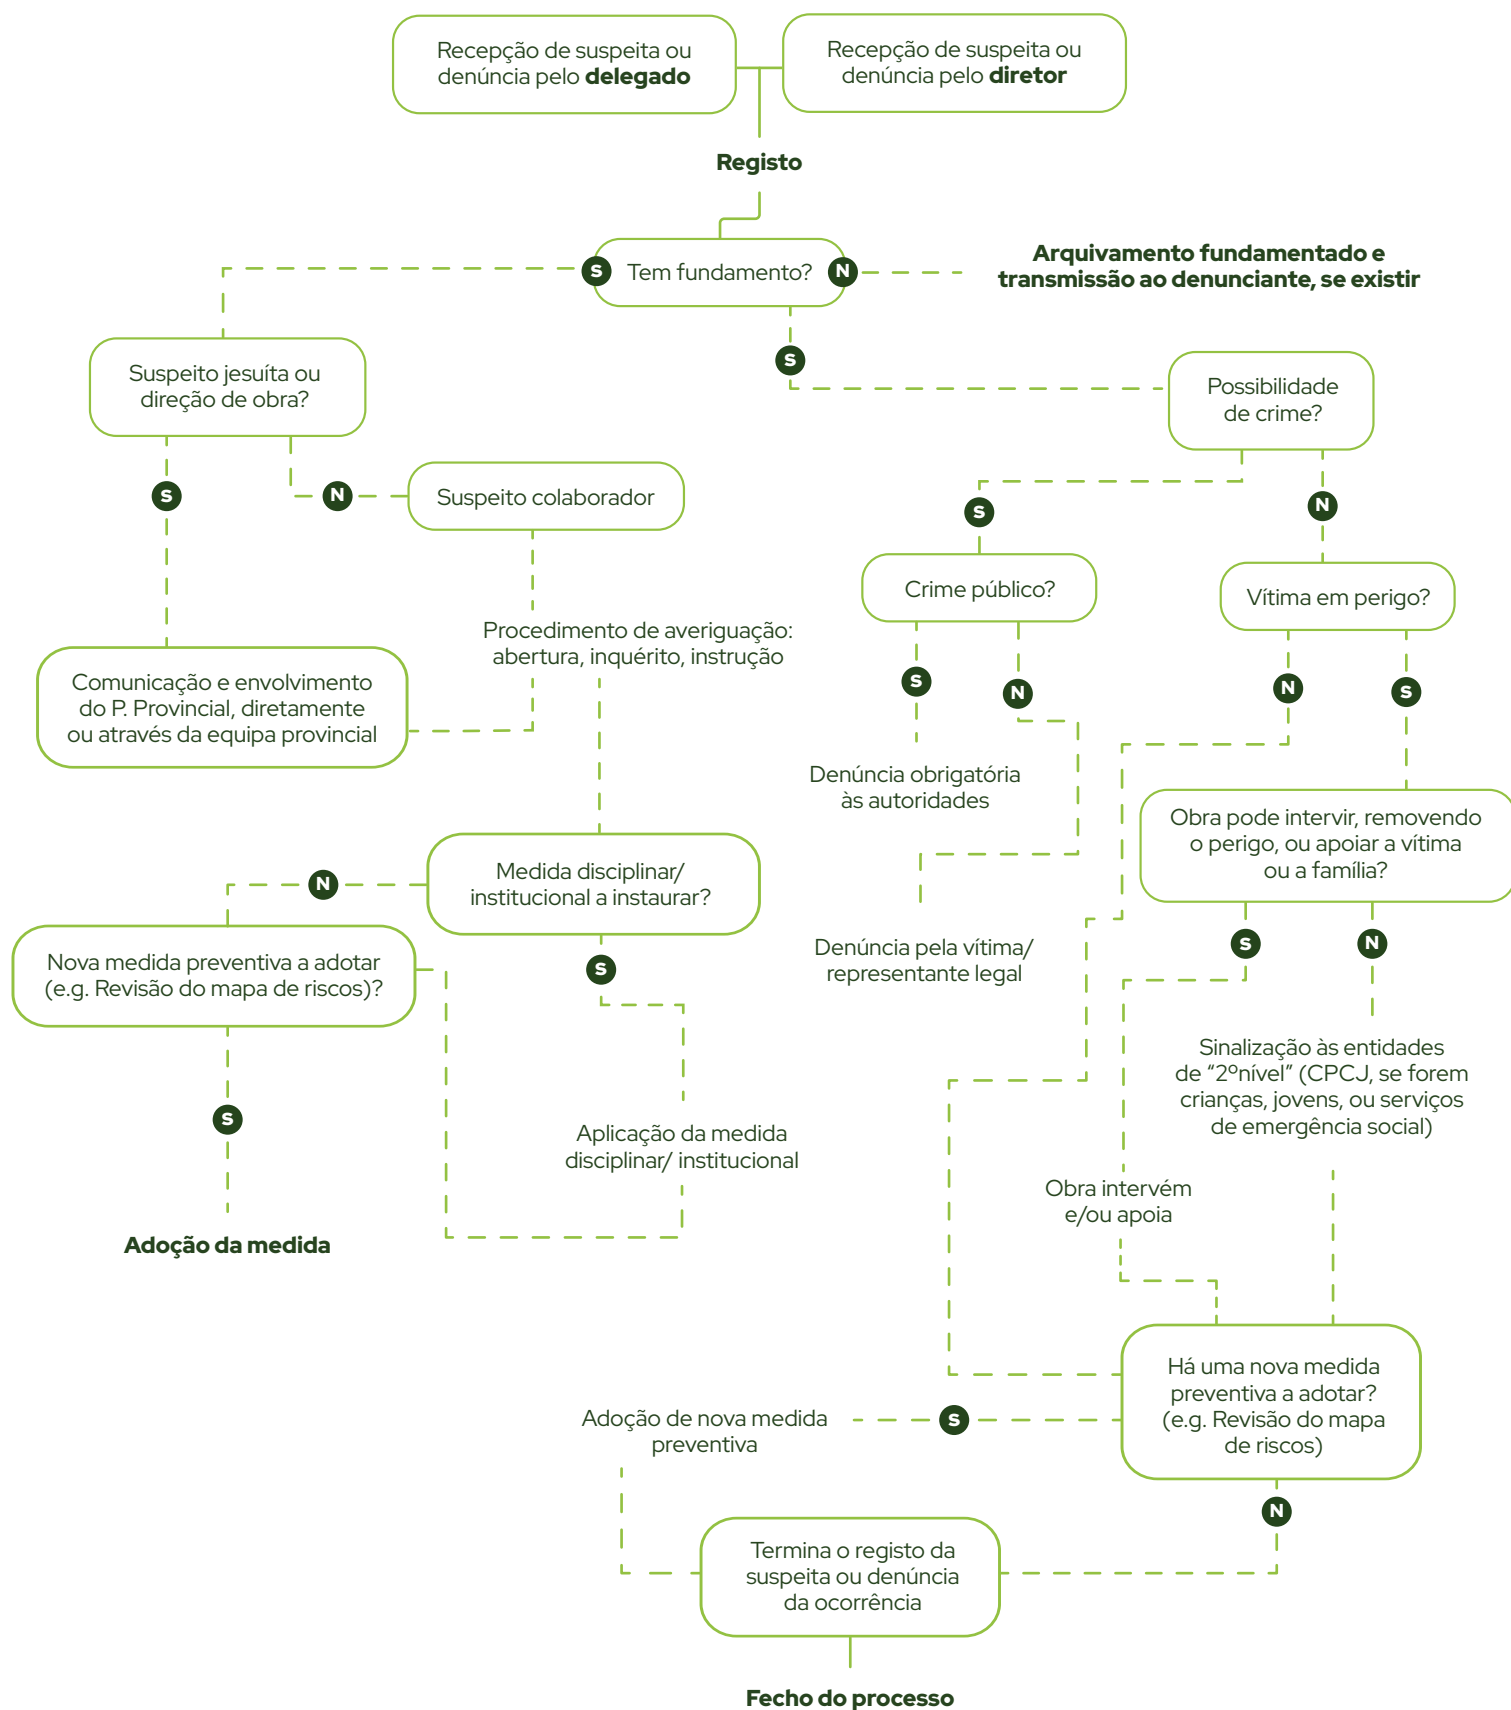 Recepção de suspeita ou
denúncia pelo delegado
Recepção de suspeita ou
denúncia pelo diretor
Registo
S
Tem fundamento?
N
Arquivamento fundamentado e
transmissão ao denunciante, se existir
S
Suspeito jesuíta ou
direção de obra?
Possibilidade
de crime?
S
N
Suspeito colaborador
S
N
Crime público?
Vítima em perigo?
Procedimento de averiguação:
abertura, inquérito, instrução
Comunicação e envolvimento
do P. Provincial, diretamente
ou através da equipa provincial
S
N
N
S
Denúncia obrigatória
às autoridades
Obra pode intervir, removendo
o perigo, ou apoiar a vítima
ou a família?
Medida disciplinar/
institucional a instaurar?
N
Nova medida preventiva a adotar
(e.g. Revisão do mapa de riscos)?
S
Denúncia pela vítima/
representante legal
S
N
Sinalização às entidades
de “2ºnível” (CPCJ, se forem
crianças, jovens, ou serviços
de emergência social)
S
Aplicação da medida
disciplinar/ institucional
Obra intervém
e/ou apoia
Adoção da medida
Há uma nova medida
preventiva a adotar?
(e.g. Revisão do mapa
de riscos)
Adoção de nova medida
preventiva
S
N
Termina o registo da
suspeita ou denúncia
da ocorrência
Fecho do processo